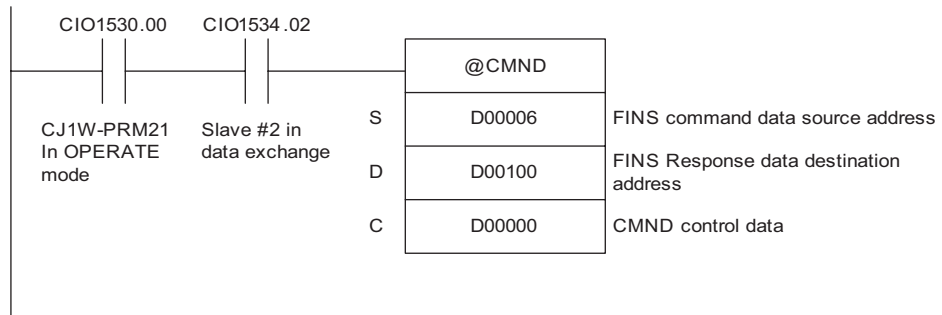 CIO1530.00 CIO1534.02
@CMND
CJ1W-PRM21
In OPERATE
mode
Slave #2 in
data exchange
S D00006 FINS command data source address
D D00100 FINS Response data destination
address
C D00000 CMND control data